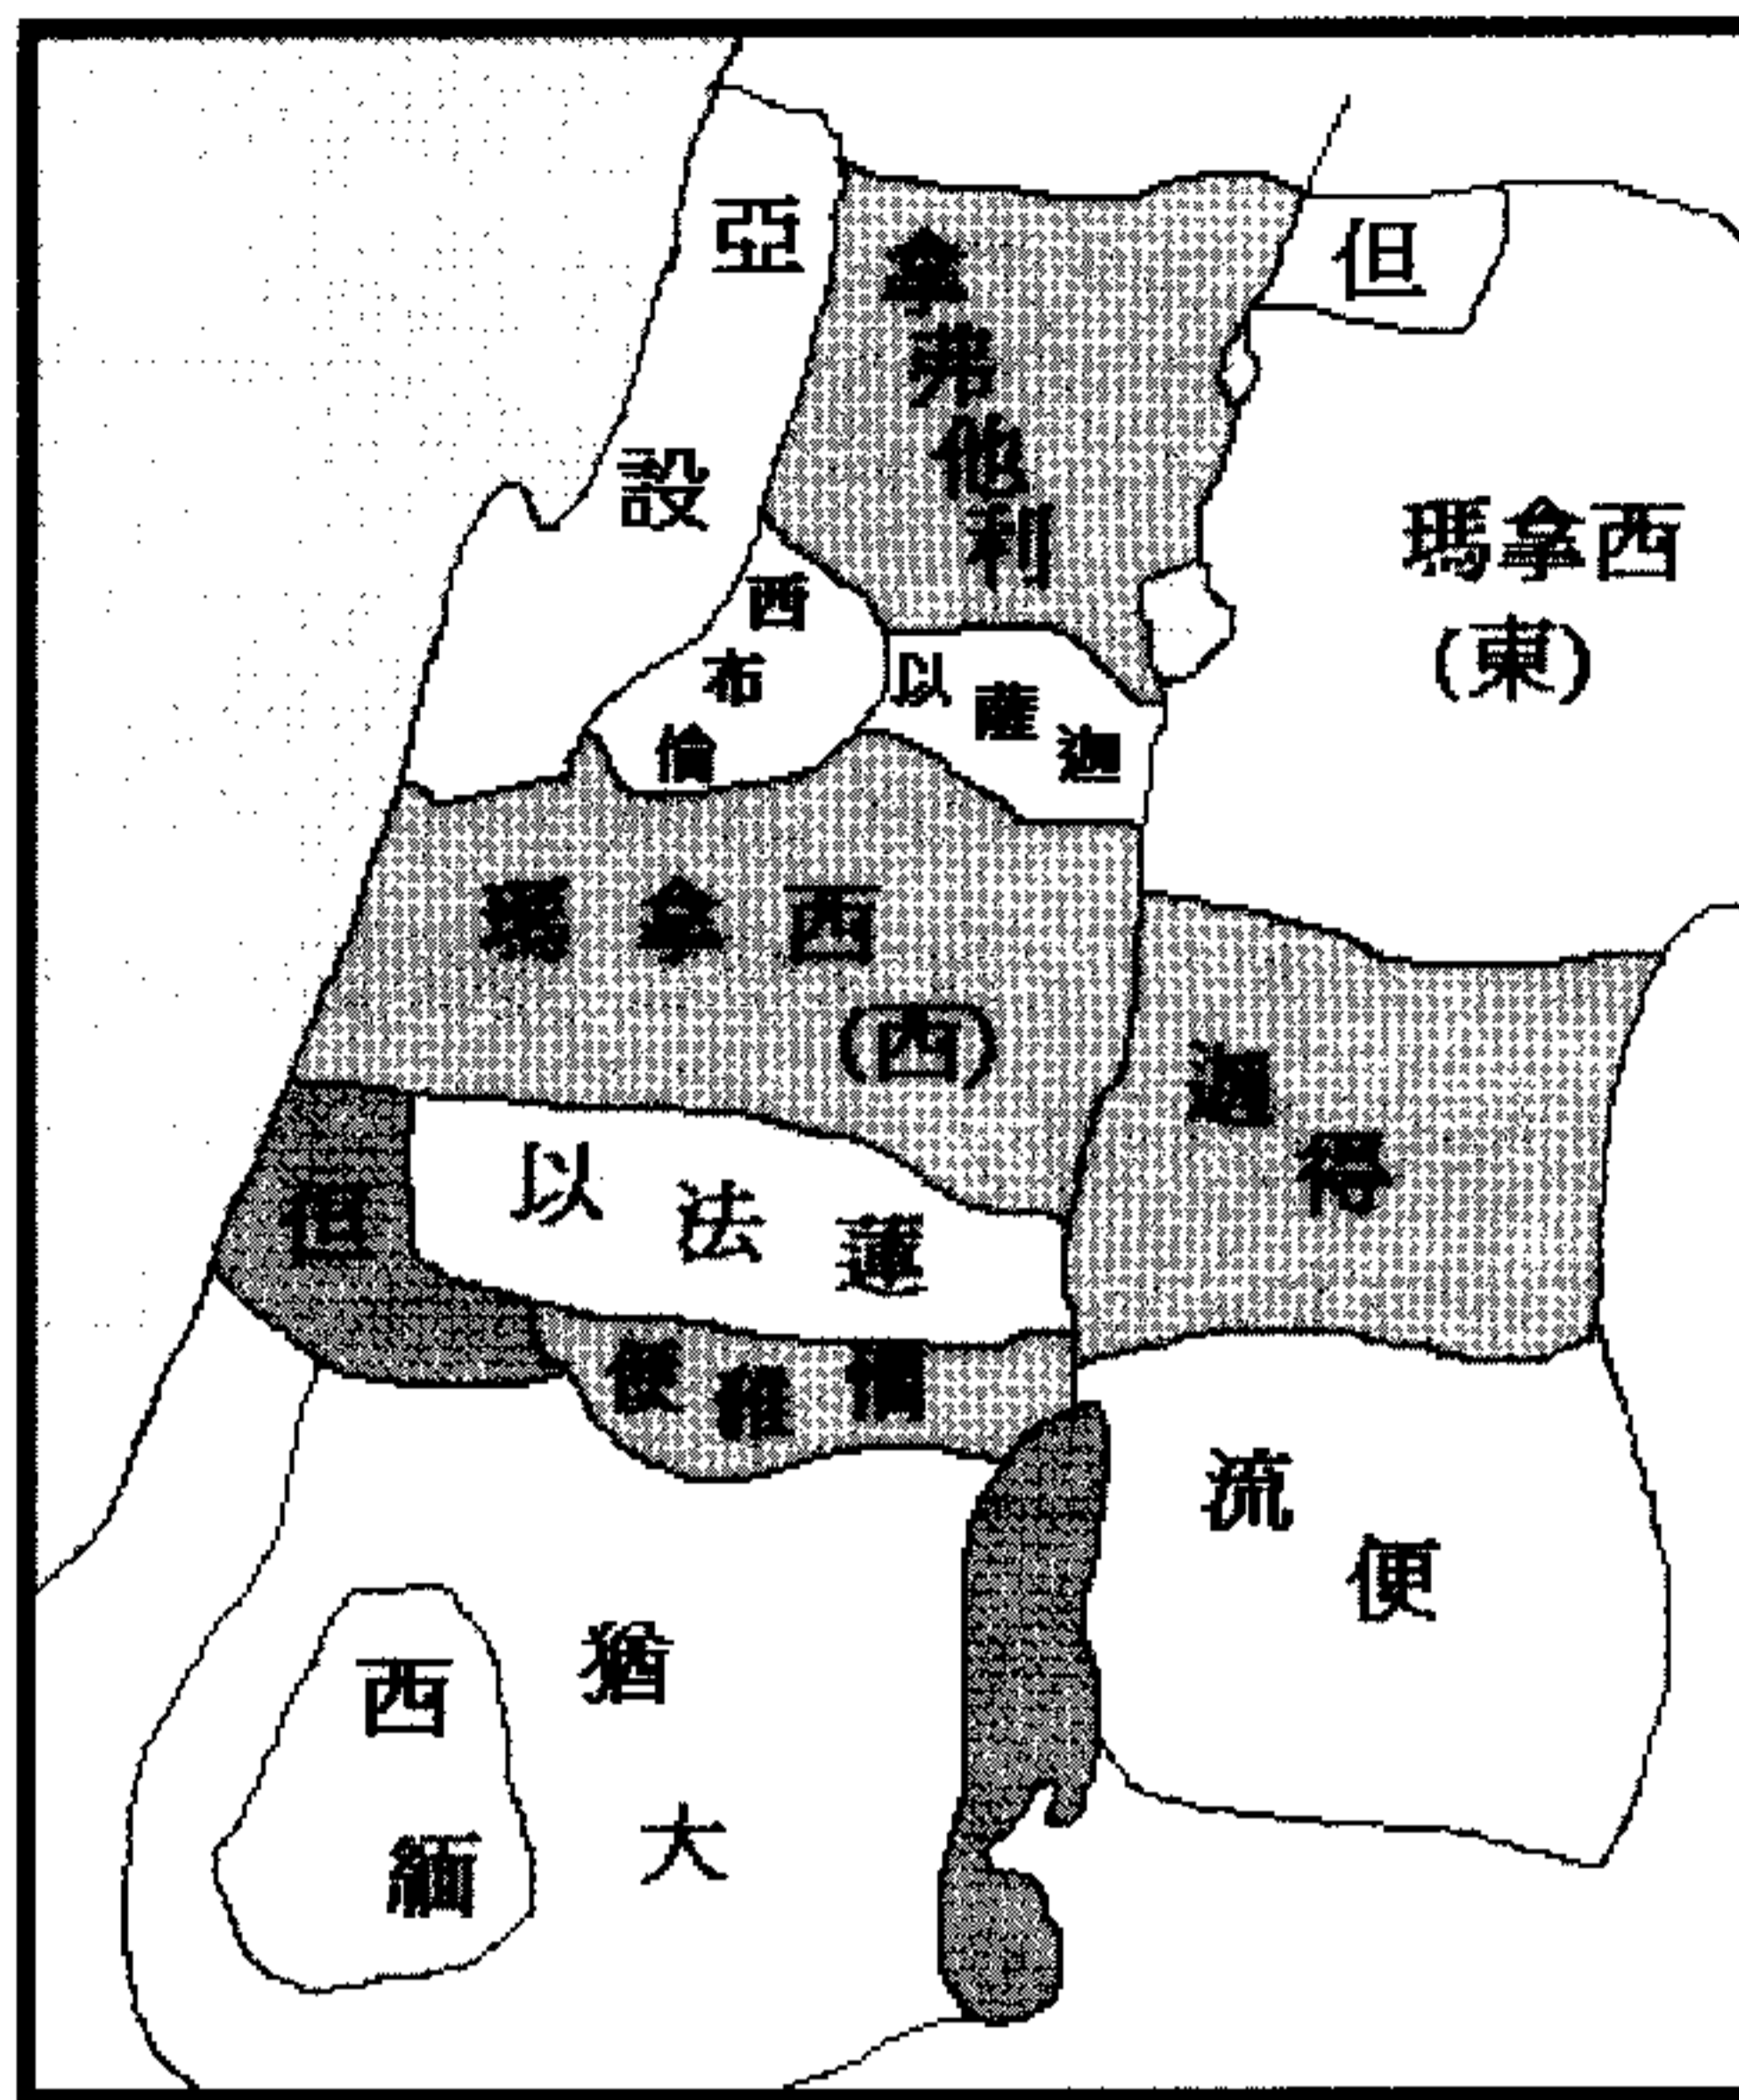 亞設
拿弗他利
但
瑪拿西
(東)
西布倫
以薩迦
瑪拿西
(西)
迦得
但
以法蓮
便雅憫
流便
猶大
西緬